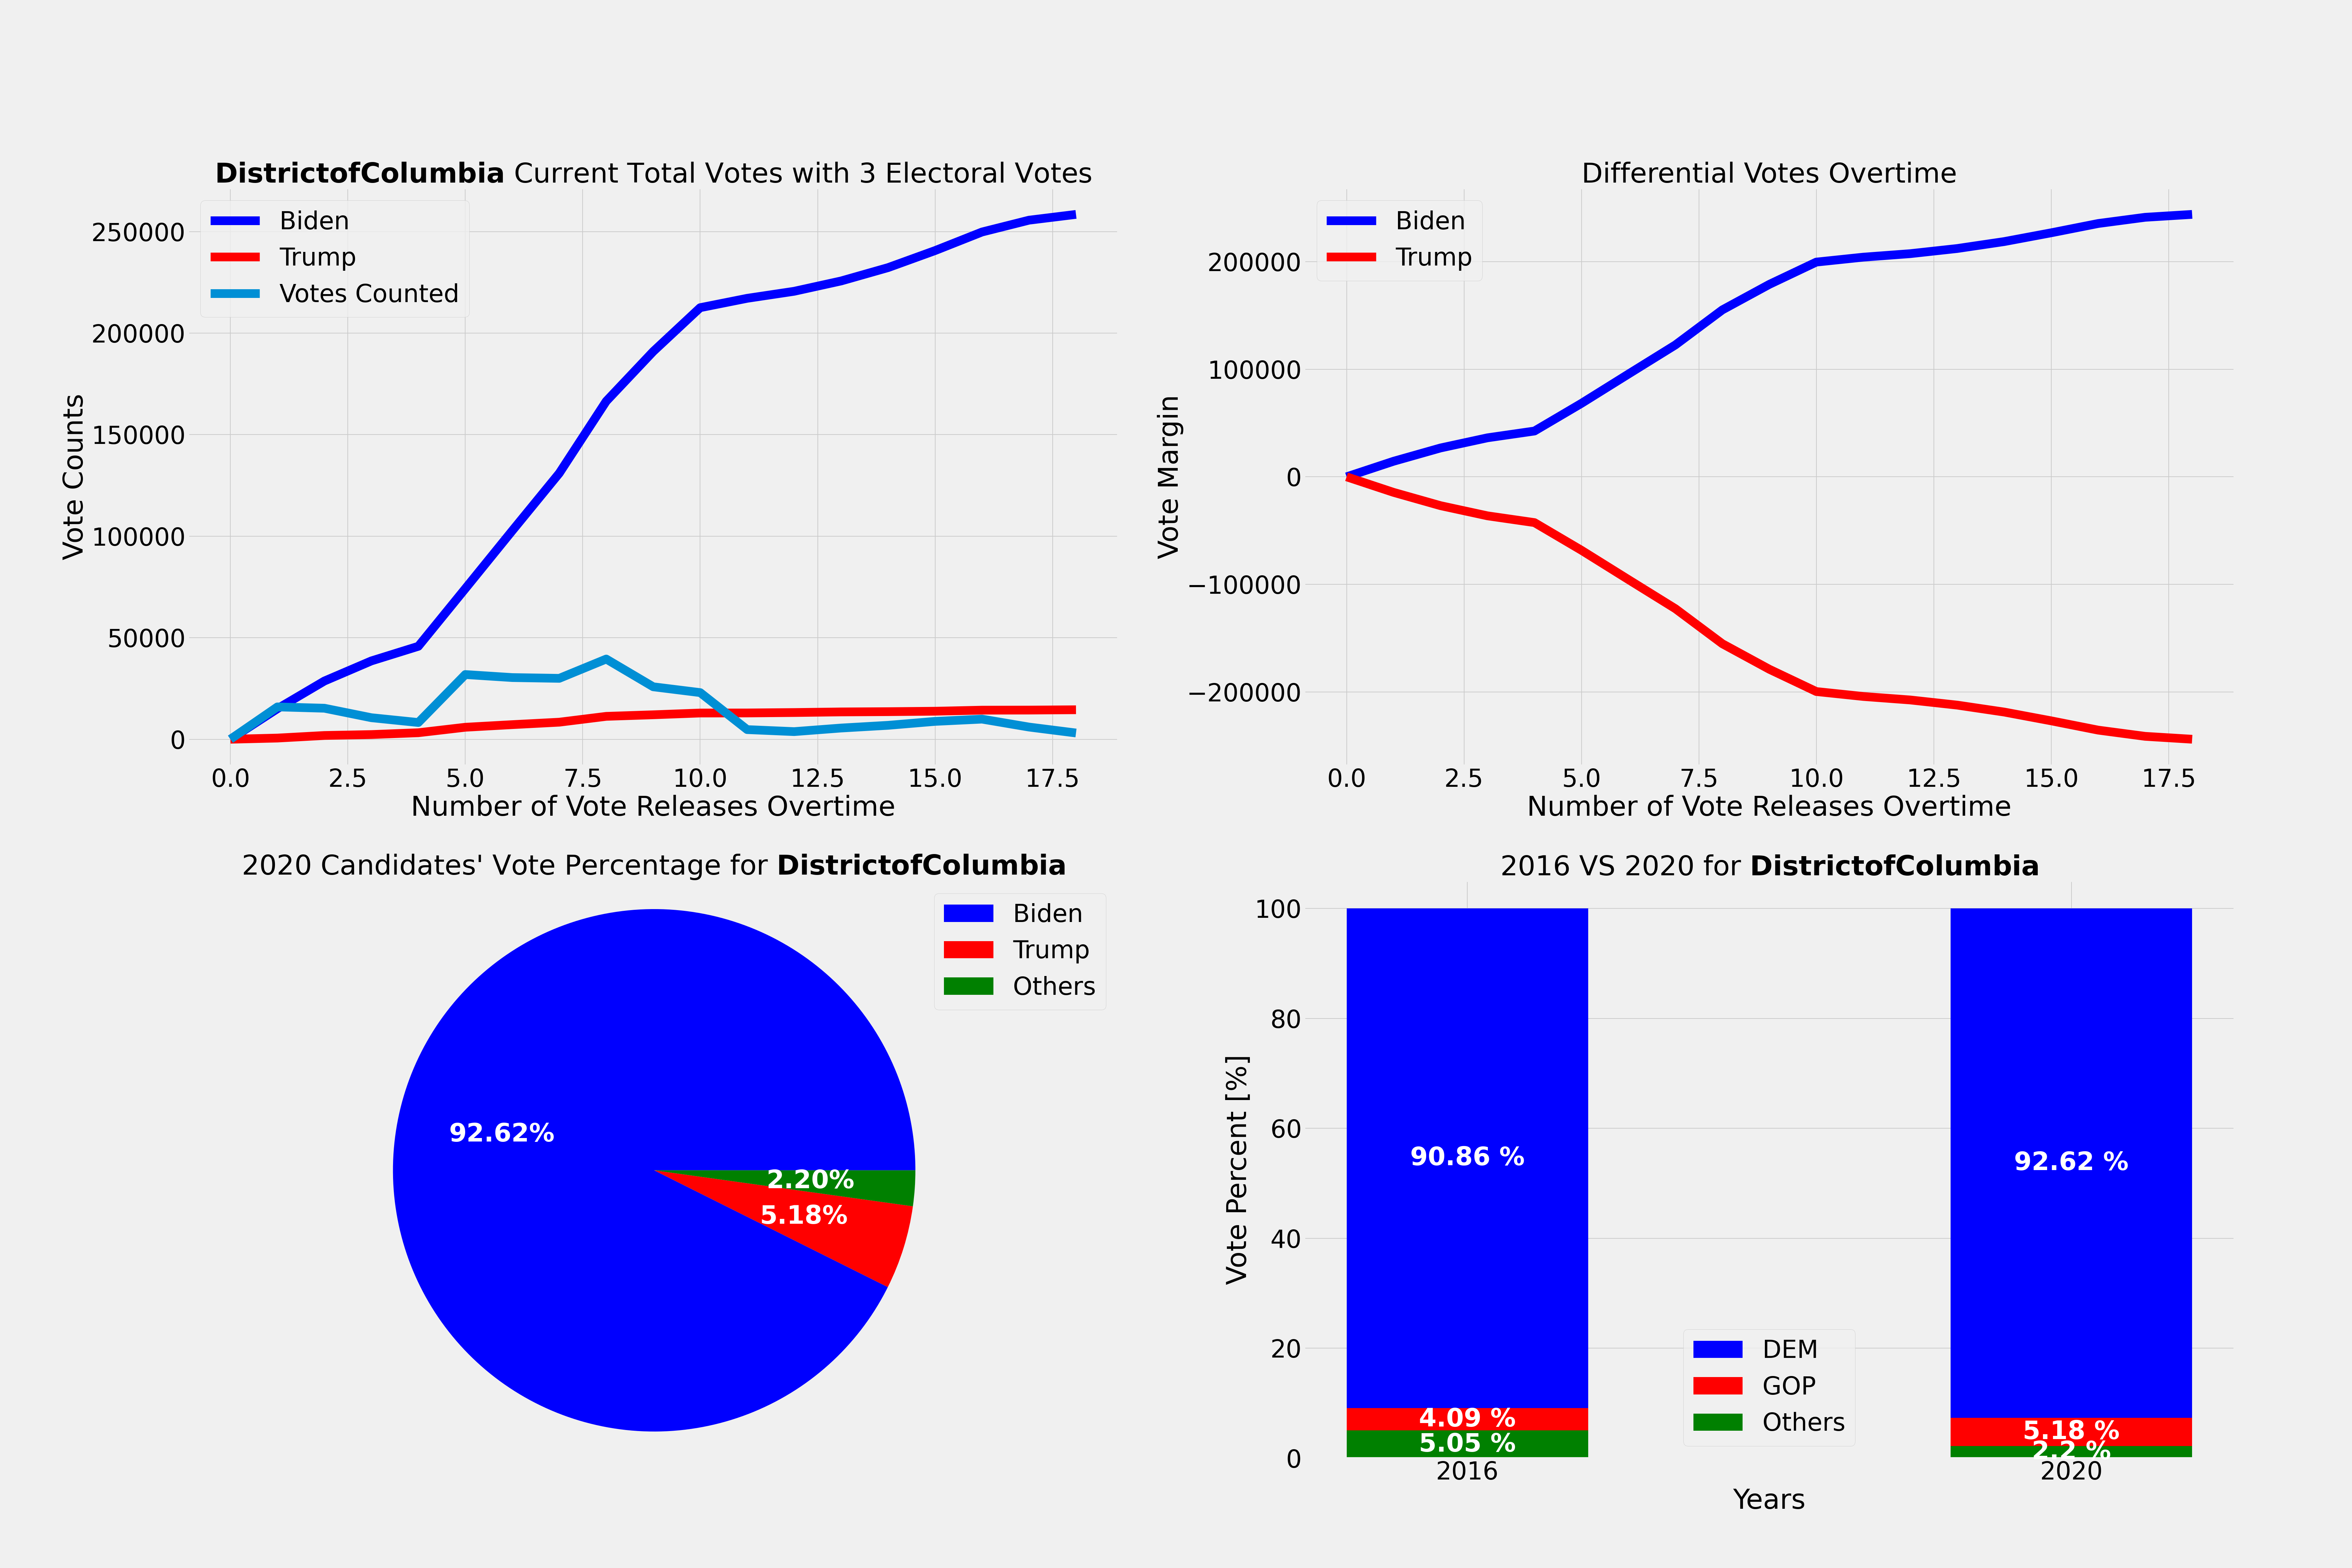 DistrictofColumbia Current Total Votes with 3 Electoral Votes
Biden
Trump
Votes Counted
250000
200000
150000
100000
50000
0
Vote Counts
0.0 2.5 5.0 7.5 10.0 12.5 15.0 17.5
Number of Vote Releases Overtime
Differential Votes Overtime
Biden
Trump
200000
100000
0
−100000
−200000
Vote Margin
0.0 2.5 5.0 7.5 10.0 12.5 15.0 17.5
Number of Vote Releases Overtime
2020 Candidates' Vote Percentage for DistrictofColumbia
Biden
Trump
Others
92.62%
2.20%
5.18%
2016 VS 2020 for DistrictofColumbia
100
80
60
40
20
0
Vote Percent [%]
90.86 %
4.09 %
5.05 %
92.62 %
5.18 %
2.2 %
DEM
GOP
Others
2016 2020
Years